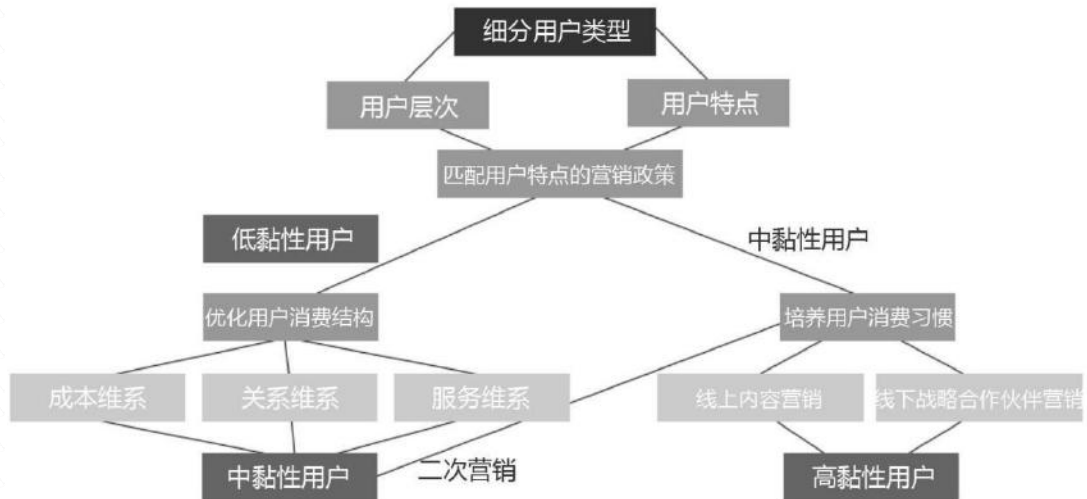 细分用户类型
用户层次
用户特点
匹配用户特点的营销政策
低黏性用户
中黏性用户
优化用户消费结构
培养用户消费习惯
成本维系
关系维系
服务维系
线上内容营销
线下战略合作伙伴营销
中黏性用户
二次营销
高黏性用户